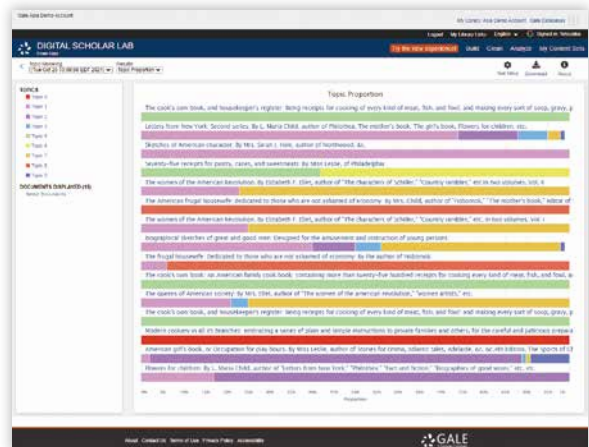 Gale Asia Demo Account
My Library: Asia Demo Account Gale Databases
Logout My Library Links English Signed in
DIGITAL SCHOLAR LAB
Try the new experience! Build Clean Analyze My Content Sets
Topic Modeling Results
Topic Proportion
Download
Topic Proportion
TOPICS
Topic 0
Topic 1
Topic 2
Topic 3
Topic 5
Topic 6
Topic 7
Topic 8
Topic 9
DOCUMENTS DISPLAYED (15)
Select Documents
The cook's own book, and housekeeper's register: Being receipts for cooking of every kind of meat, fish, and fowl, and making every sort of soup, gravy, p
Letters from New York. Second series. By L. Maria Child, author of Philothea, The mother's Book, The girl's book, Flowers for children, etc.
Sketches of American character. By Mrs. Sarah J. Hale, author of Northwood, &c.
Seventy-five receipts for pastry, cakes, and sweetmeats. By Miss Leslie, of Philadelphia
The women of the American Revolution. By Elizabeth F. Ellet, author of "The characters of Schiller," "Country rambles," etc. In two volumes. Vol. II
The American frugal housewife: dedicated to those who are not ashamed of economy. By Mrs. Child, author of "Hobomok," "The mother's book," editor of
The women of the American Revolution. By Elizabeth F. Ellet, author of "The characters of Schiller," "Country rambles," etc. In two volumes. Vol. I
Biographical sketches of great and good men. Designed for the amusement and instruction of young persons
The frugal housewife. Dedicated to those who are not ashamed of economy. By the author of Hobomok
The cook's own book: an American family cook book: containing more than twenty-five hundred receipts for cooking every kind of meat, fish, and fowl, a
The queens of American society. By Mrs. Ellet, author of "The women of the American revolution," "women artists," etc.
The cook's own book, and housekeeper's register: Being receipts for cooking of every kind of meat, fish, and fowl, and making every sort of soup, gravy, p
Modern cookery in all its branches: embracing a series of plain and simple instructions to private families and others, for the careful and judicious prepara
American girl's book, or Occupation for play hours. By Miss Leslie, author of Stories for Emma,
Flowers for children. By L. Maria Child, author of "Letters from New York," "Philothea," "Fact and fiction," "Biographies of good wives," etc. etc.
Proportion
About Contact Us Terms of Use Privacy Policy Accessibility
GALE